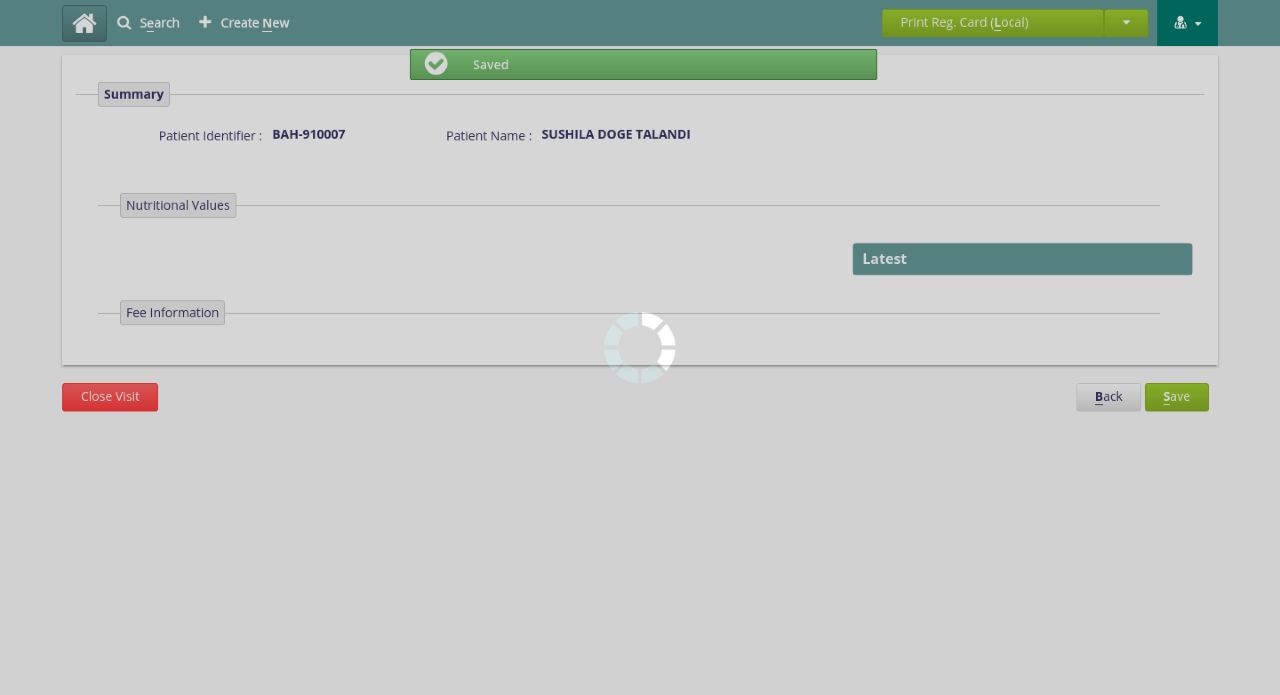 Search Create New Print Reg. Card (Local)
Saved
Summary
Patient Identifier : BAH-910007 Patient Name : SUSHILA DOGE TALANDI
Nutritional Values
Latest
Fee Information
Close Visit Back Save